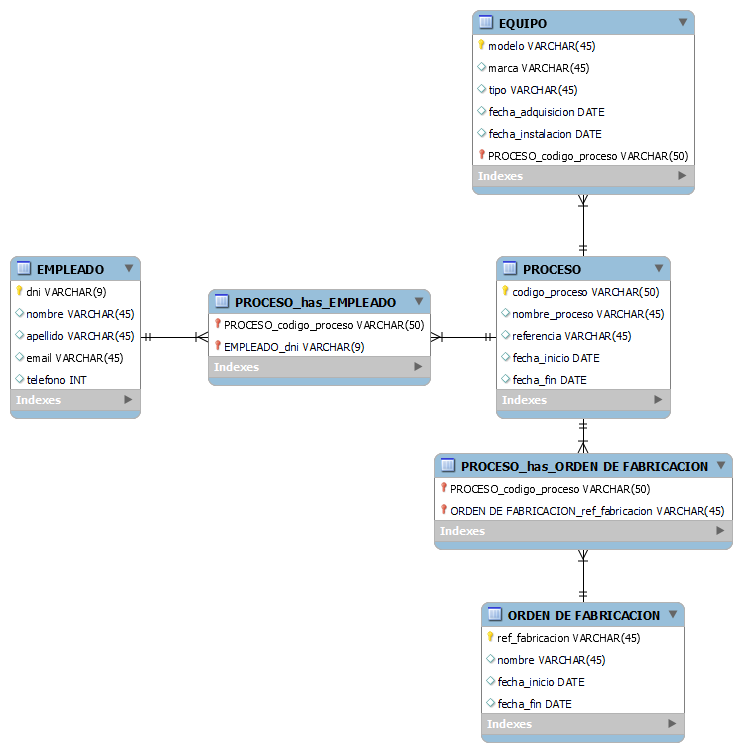 EQUIPO
modelo VARCHAR(45)
marca VARCHAR(45)
tipo VARCHAR(45)
fecha_adquisicion DATE
fecha_instalacion DATE
PROCESO_codigo_proceso VARCHAR(50)
Indexes
EMPLEADO
dni VARCHAR(9)
nombre VARCHAR(45)
apellido VARCHAR(45)
email VARCHAR(45)
telefono INT
Indexes
PROCESO_has_EMPLEADO
PROCESO_codigo_proceso VARCHAR(50)
EMPLEADO_dni VARCHAR(9)
Indexes
PROCESO
codigo_proceso VARCHAR(50)
nombre_proceso VARCHAR(45)
referencia VARCHAR(45)
fecha_inicio DATE
fecha_fin DATE
Indexes
PROCESO_has_ORDEN DE FABRICACION
PROCESO_codigo_proceso VARCHAR(50)
ORDEN DE FABRICACION_ref_fabricacion VARCHAR(45)
Indexes
ORDEN DE FABRICACION
ref_fabricacion VARCHAR(45)
nombre VARCHAR(45)
fecha_inicio DATE
fecha_fin DATE
Indexes